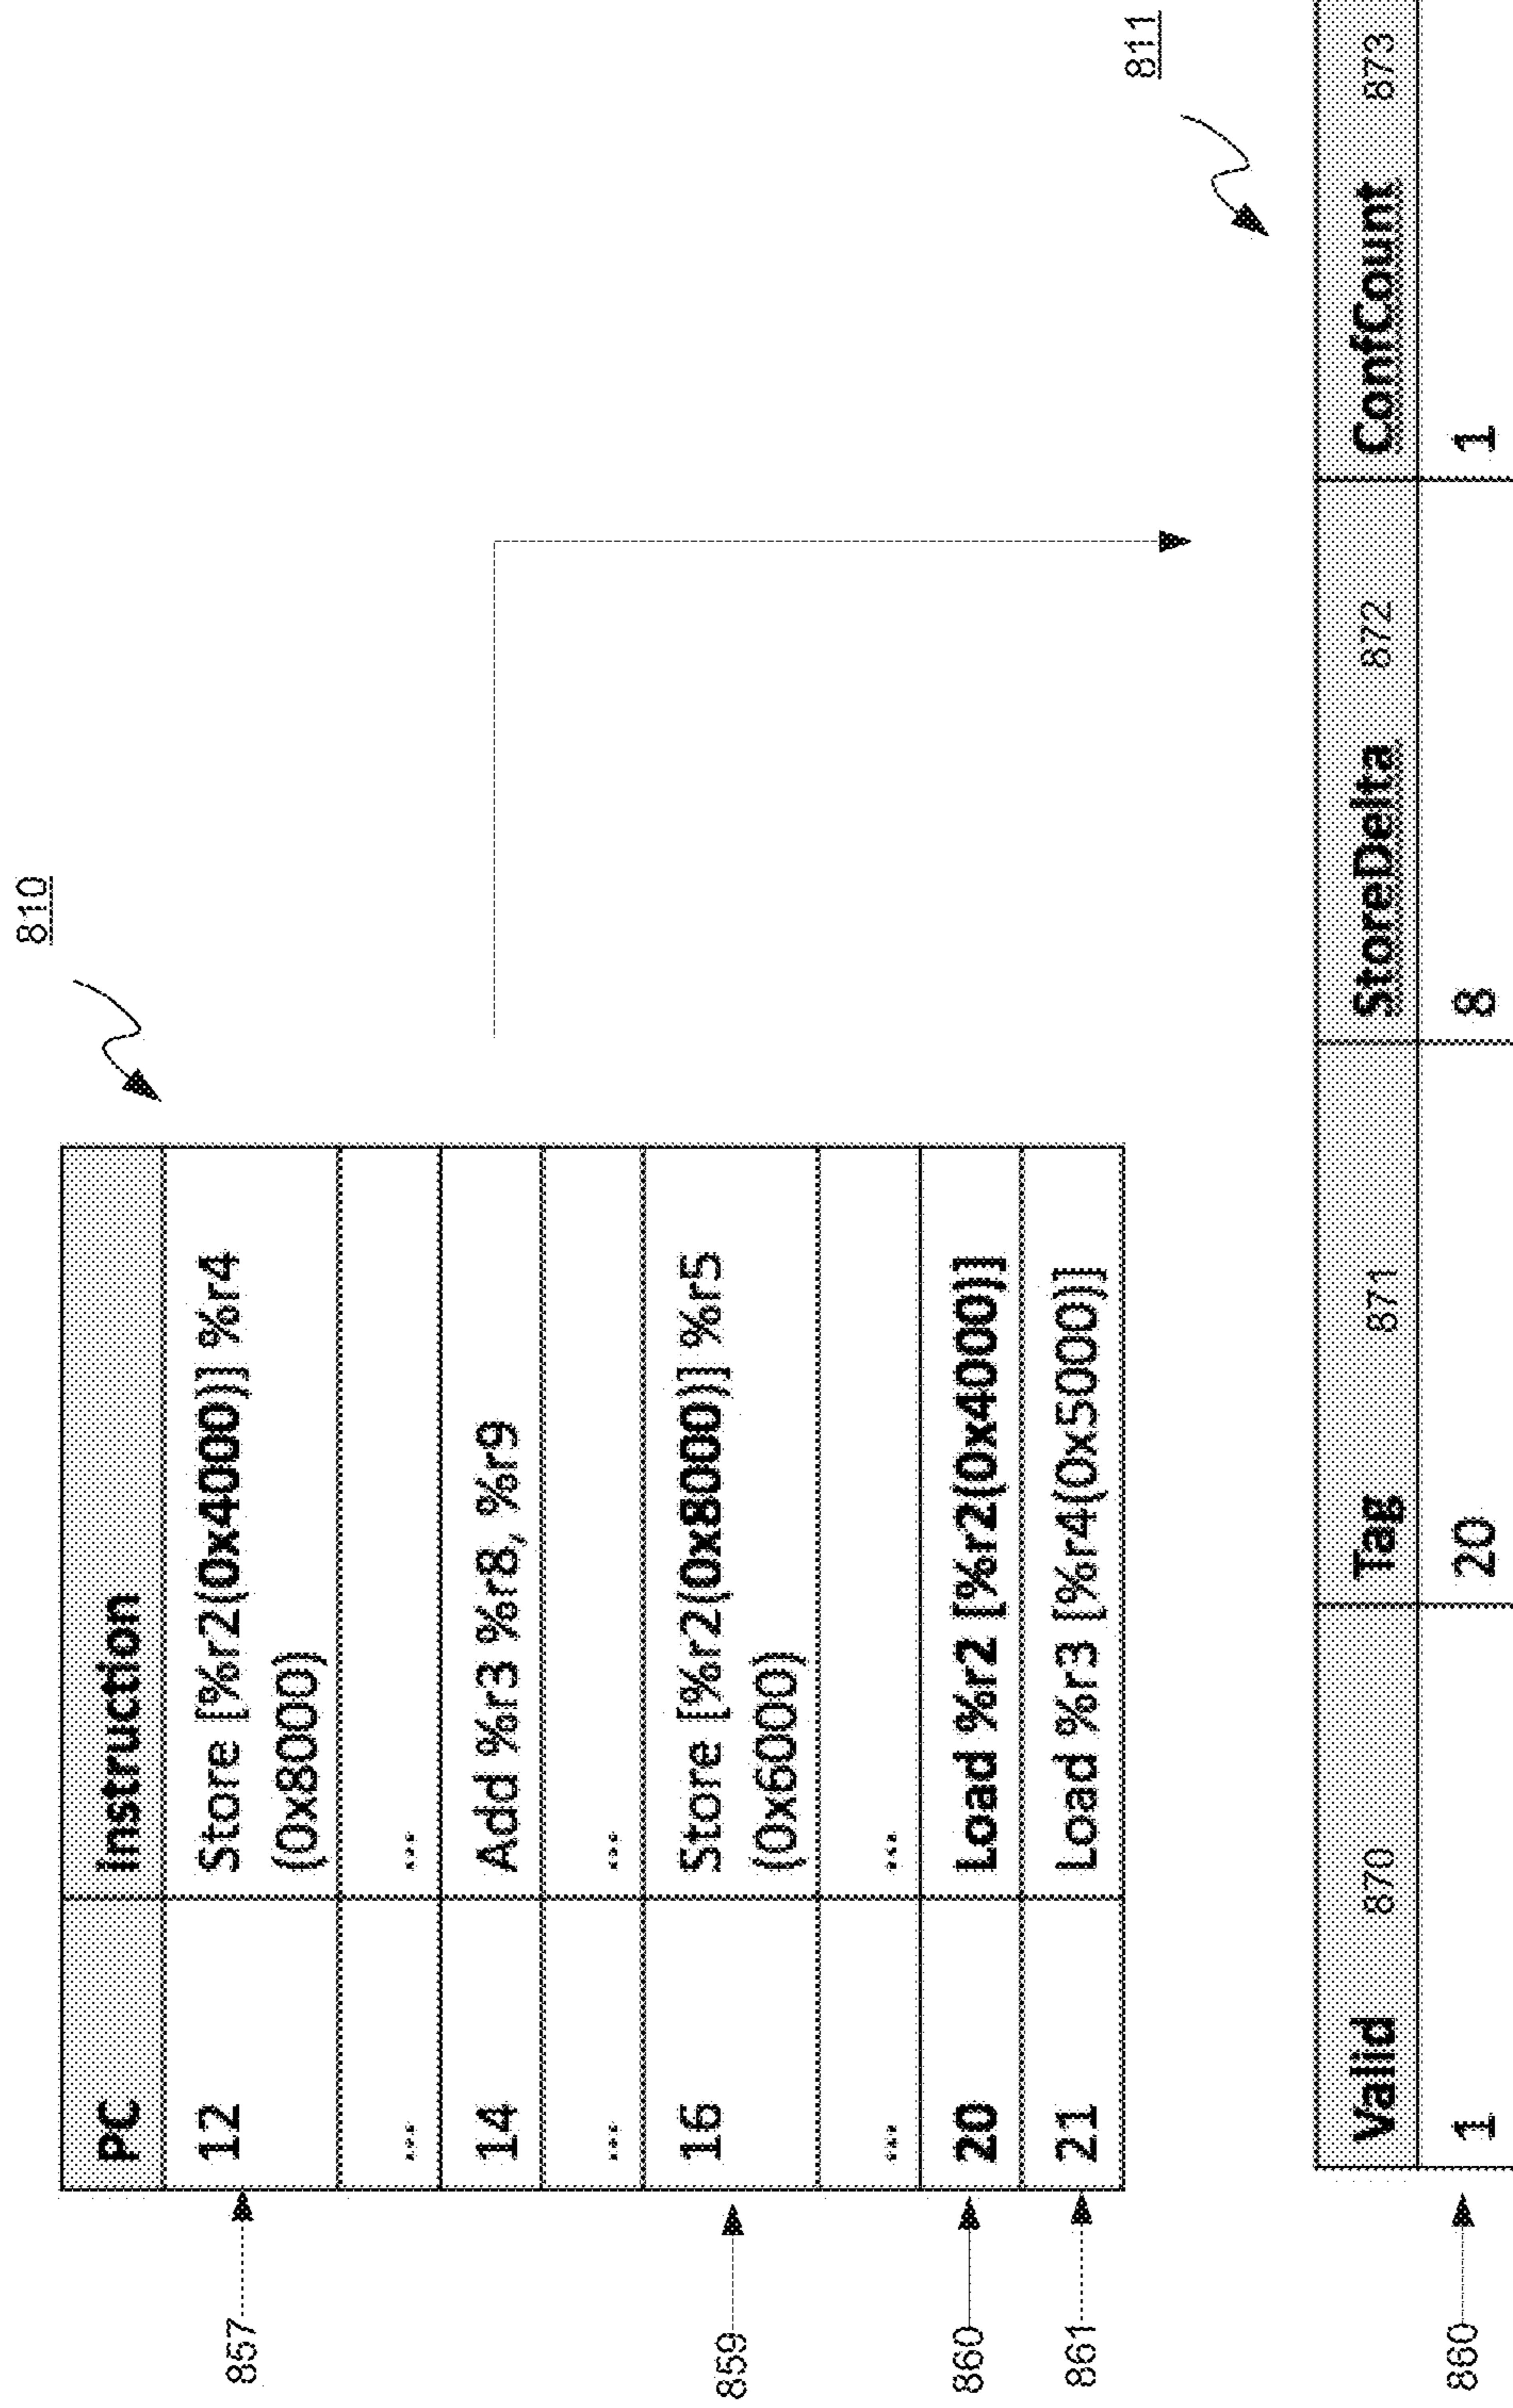 810
PC Instruction
857 12 Store [%r2(0x4000)] %r4
(0x8000)
... ...
14 Add %r3 %r8, %r9
... ...
859 16 Store [%r2(0x8000)] %r5
(0x6000)
... ...
860 20 Load %r2 [%r2(0x4000)]
861 21 Load %r3 [%r4(0x5000)]
811
Valid 870 Tag 871 StoreDelta 872 ConfCount 873
880 1 20 8 1